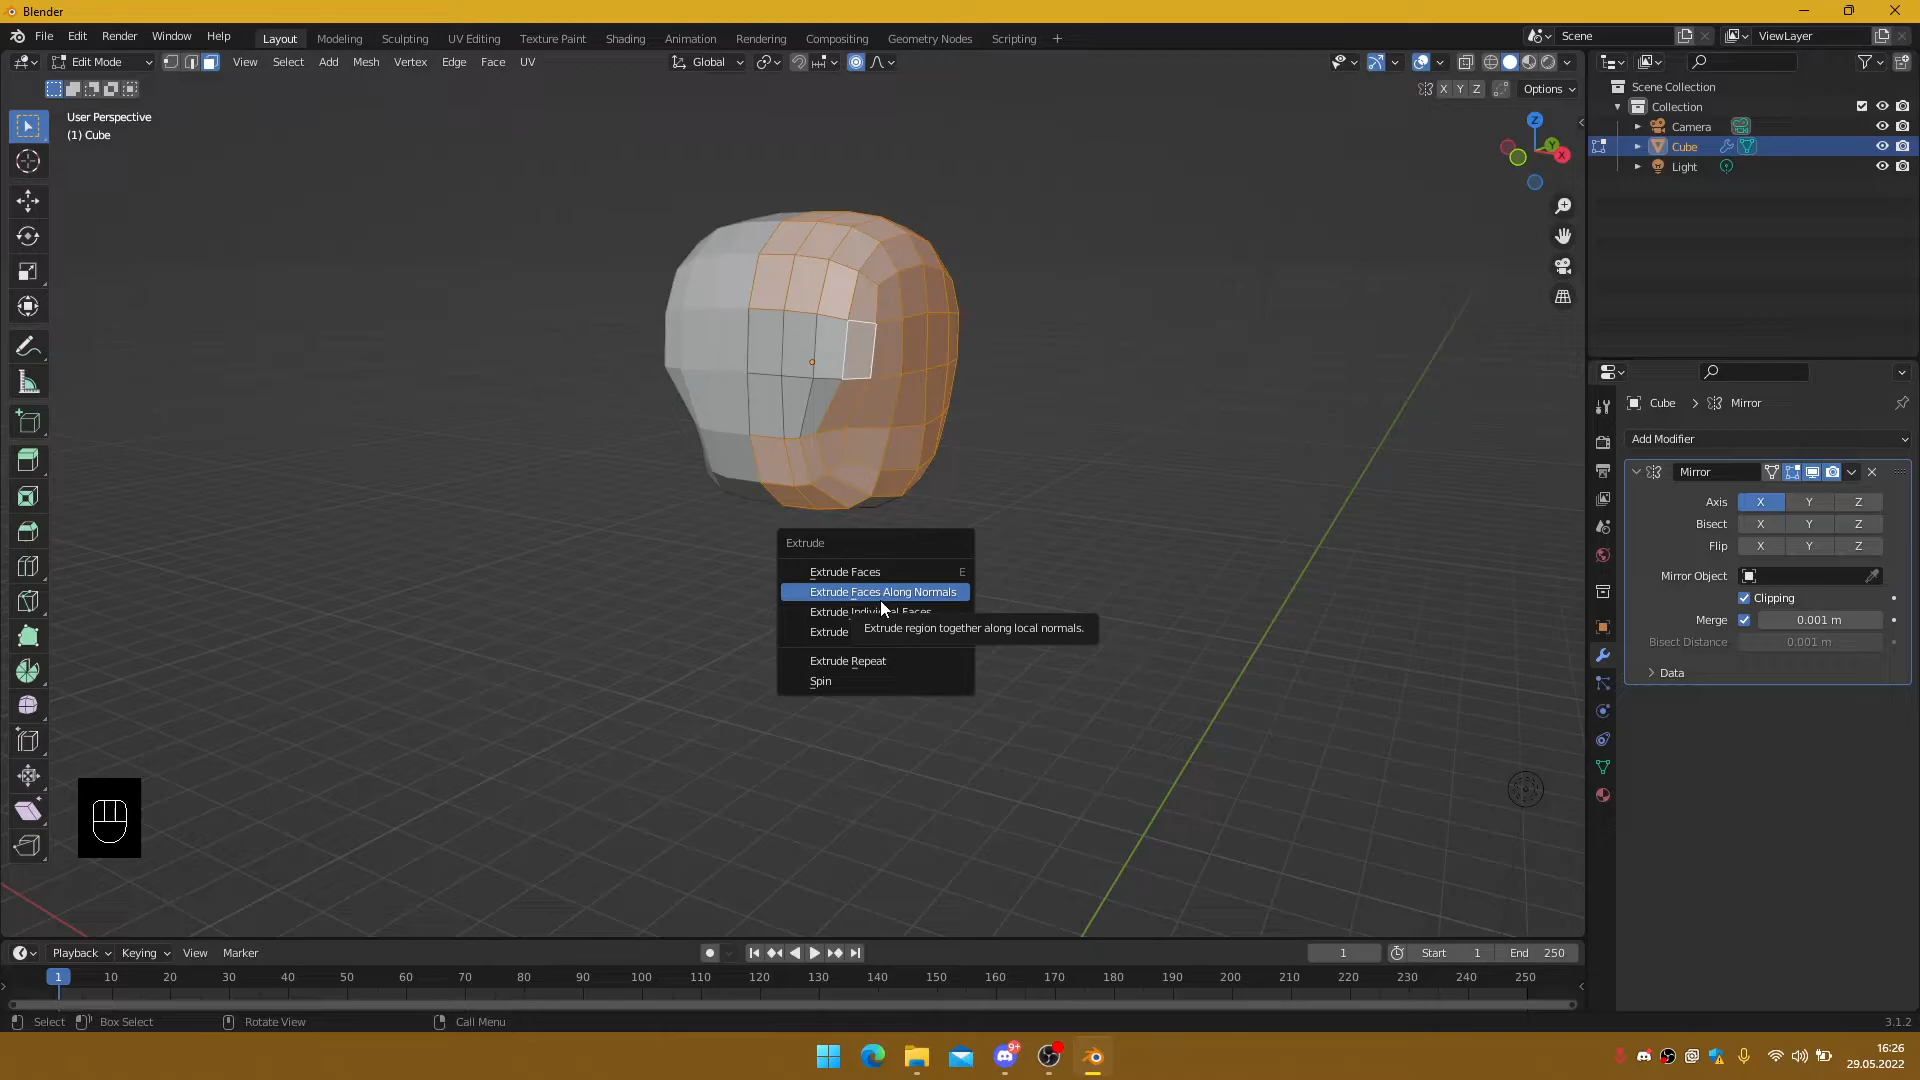 Blender
File Edit Render Window Help Layout Modeling Sculpting UV Editing Texture Paint Shading Animation Rendering Compositing Geometry Nodes Scripting + Scene ViewLayer
Edit Mode View Select Add Mesh Vertex Edge Face UV Global
X Y Z Options
User Perspective
(1) Cube
Z
Y
X
Scene Collection
Collection
Camera
Cube
Light
Cube > Mirror
Add Modifier
Mirror
Axis X Y Z
Bisect X Y Z
Flip X Y Z
Mirror Object
Clipping
Merge 0.001 m
Bisect Distance 0.001 m
> Data
Extrude
Extrude Faces E
Extrude Faces Along Normals
Extrude Individual Faces
Extrude
Extrude region together along local normals.
Extrude Repeat
Spin
Playback Keying View Marker 1 Start 1 End 250
1 10 20 30 40 50 60 70 80 90 100 110 120 130 140 150 160 170 180 190 200 210 220 230 240 250
Select Box Select Rotate View Call Menu 3.1.2
9+
16:26
29.05.2022